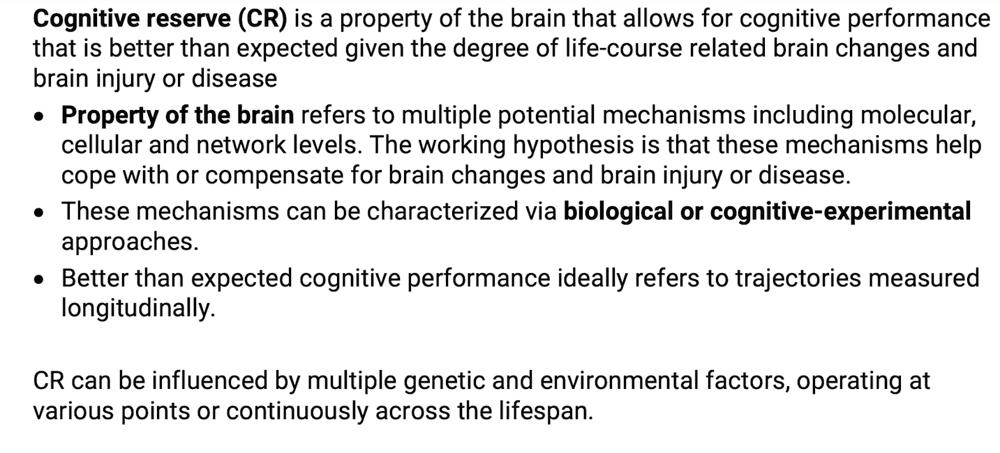 Cognitive reserve (CR) is a property of the brain that allows for cognitive performance
that is better than expected given the degree of life-course related brain changes and
brain injury or disease
• Property of the brain refers to multiple potential mechanisms including molecular,
cellular and network levels. The working hypothesis is that these mechanisms help
cope with or compensate for brain changes and brain injury or disease.
• These mechanisms can be characterized via biological or cognitive-experimental
approaches.
• Better than expected cognitive performance ideally refers to trajectories measured
longitudinally.
CR can be influenced by multiple genetic and environmental factors, operating at
various points or continuously across the lifespan.